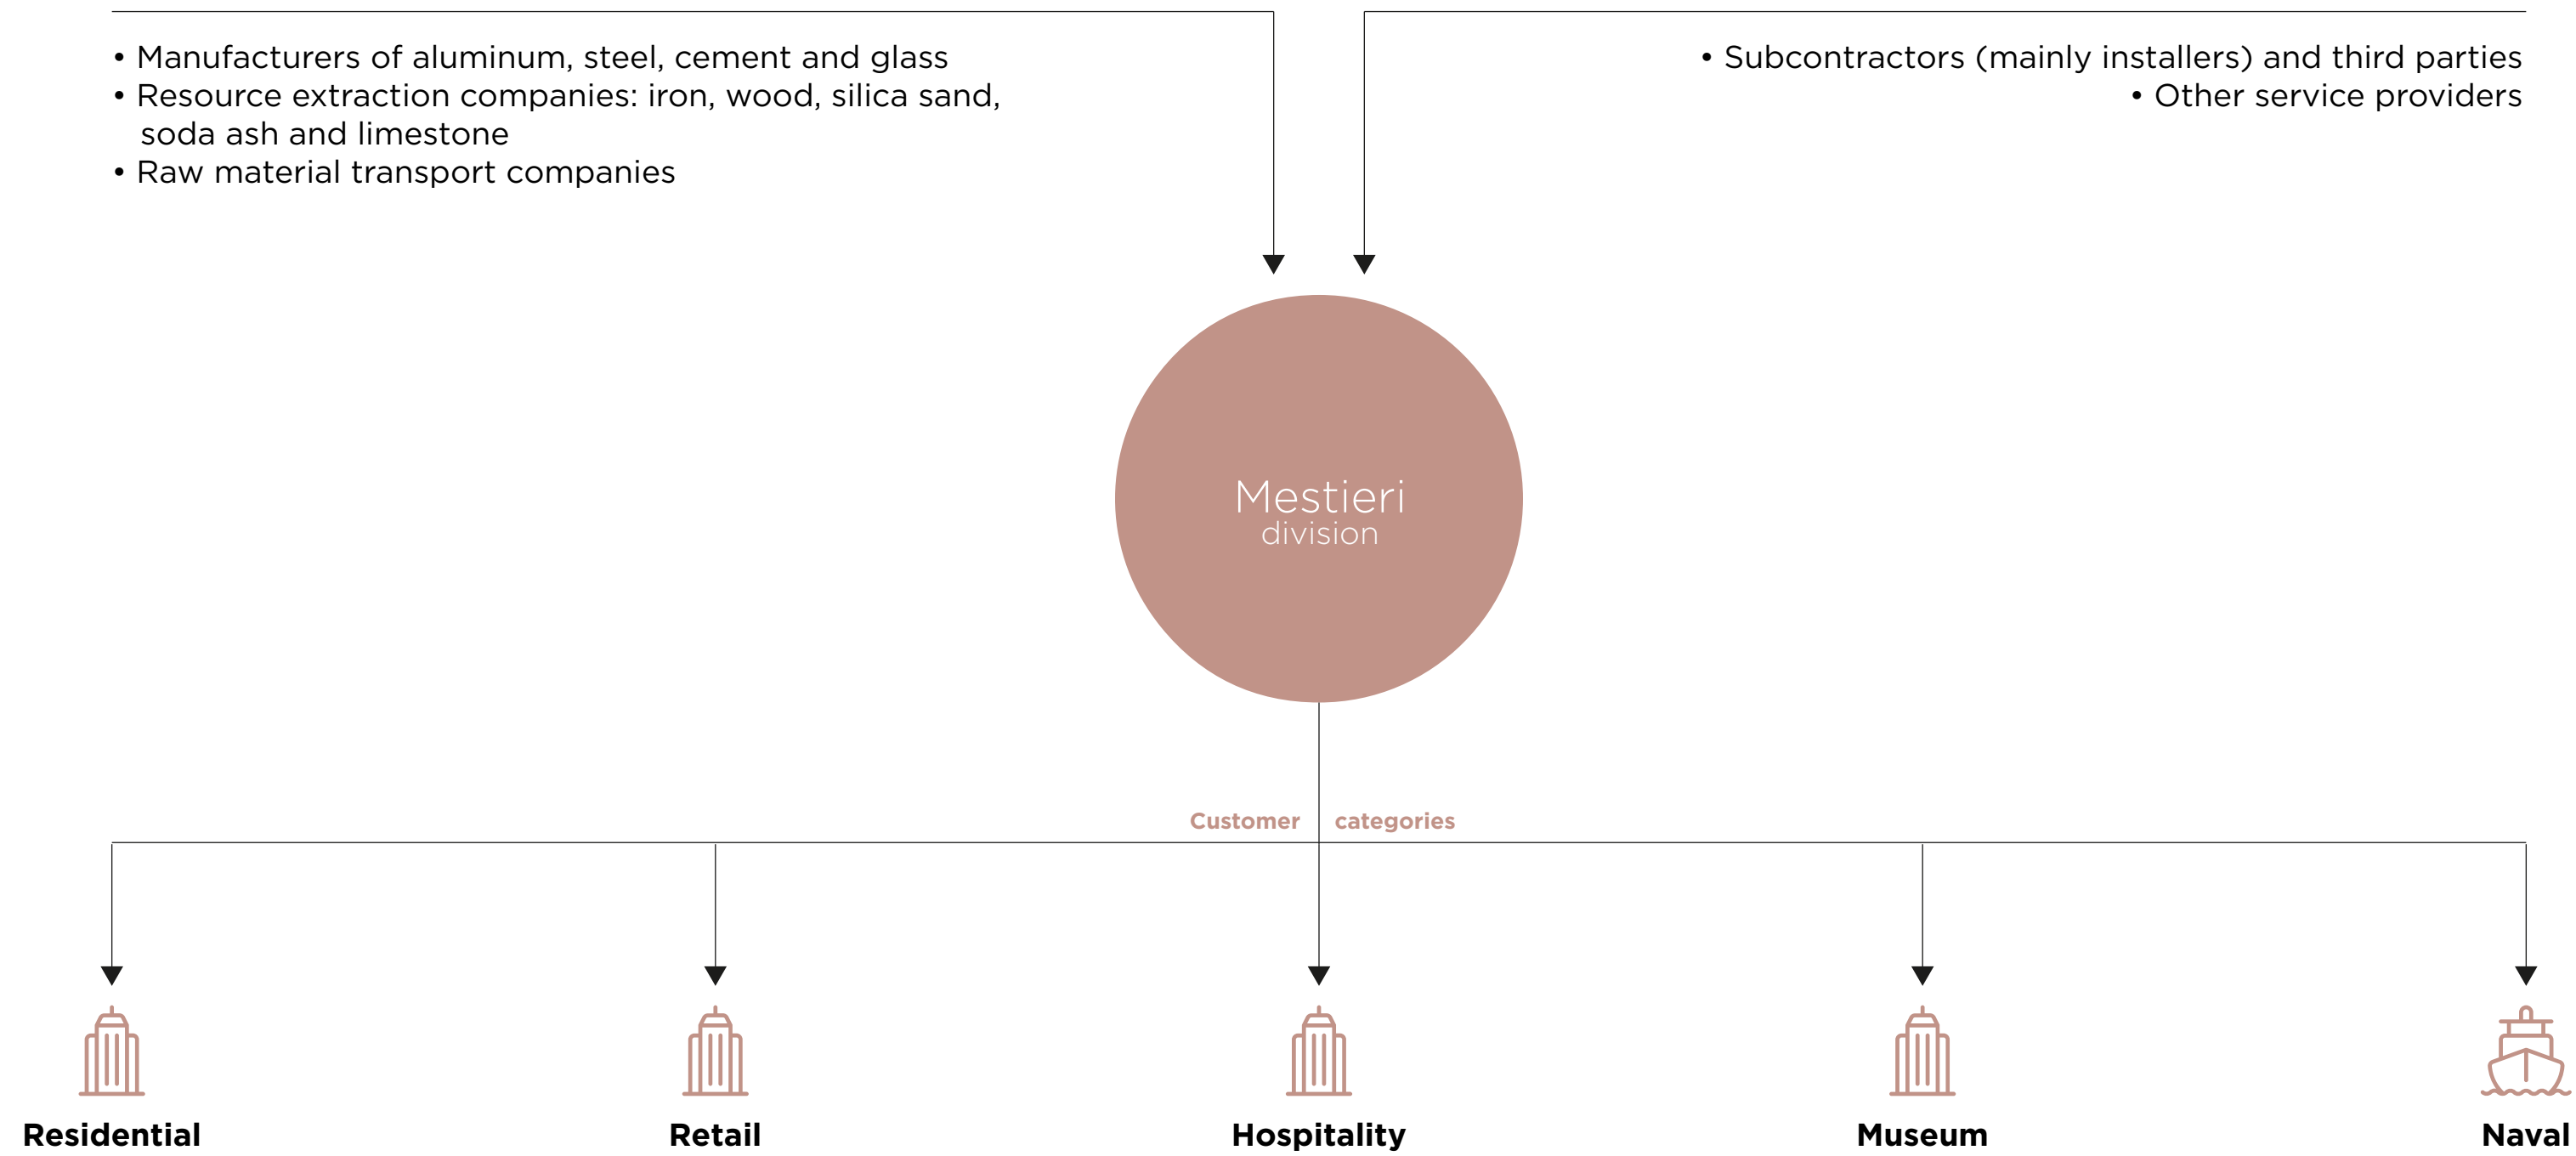 • Manufacturers of aluminum, steel, cement and glass
• Resource extraction companies: iron, wood, silica sand,
soda ash and limestone
• Raw material transport companies
• Subcontractors (mainly installers) and third parties
• Other service providers
Mestieri
division
Customer categories
Residential
Retail
Hospitality
Museum
Naval